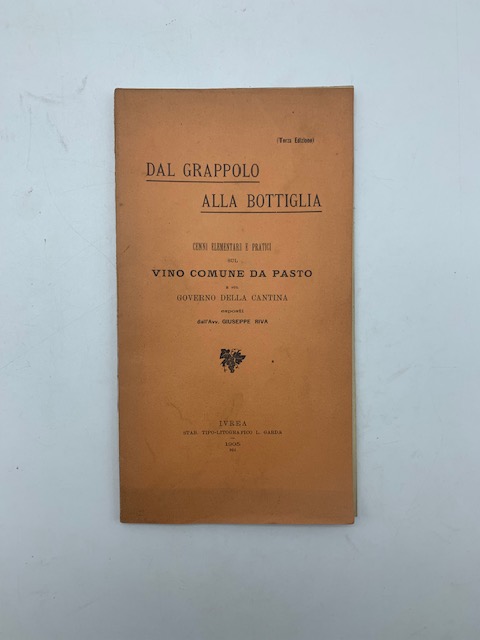 (Terza Edizione)
DAL GRAPPOLO
ALLA BOTTIGLIA
CENNI ELEMENTARI E PRATICI
SUL
VINO COMUNE DA PASTO
E SUL
GOVERNO DELLA CANTINA
esposti
dall'Avv. GIUSEPPE RIVA
IVREA
STAB. TIPO-LITOGRAFICO L. GARDA